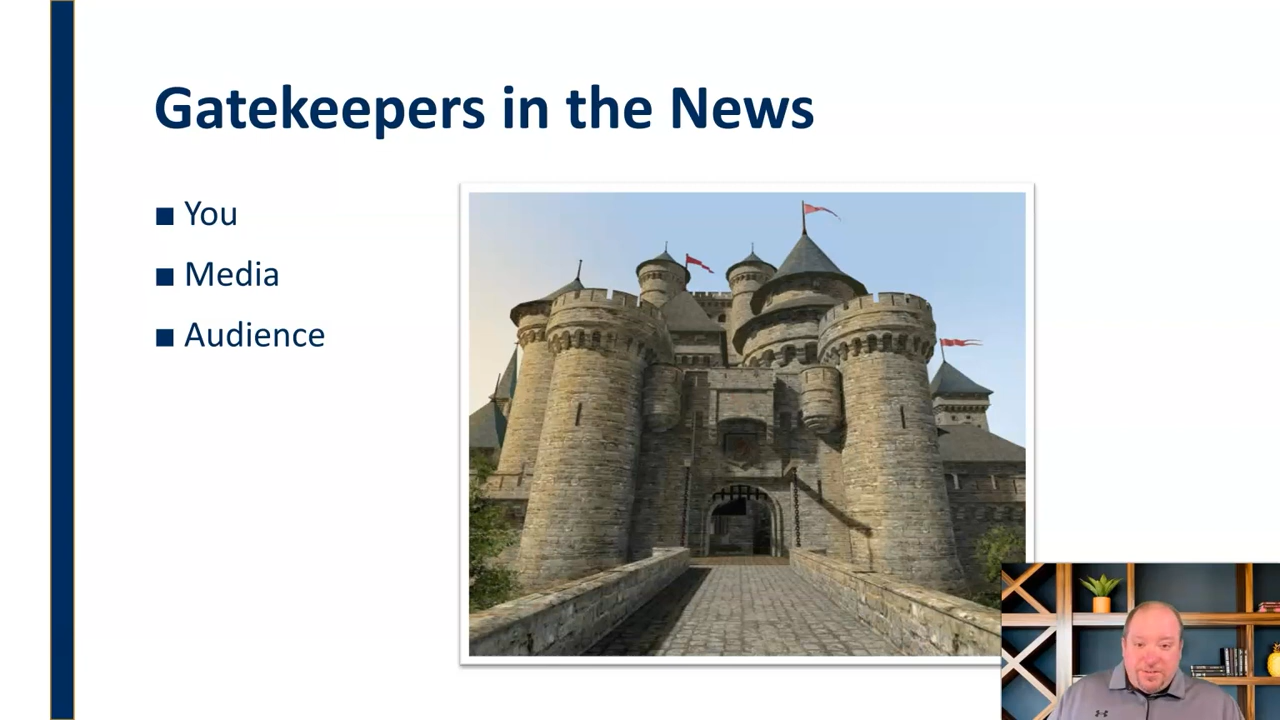 Gatekeepers in the News
■ You
■ Media
■ Audience